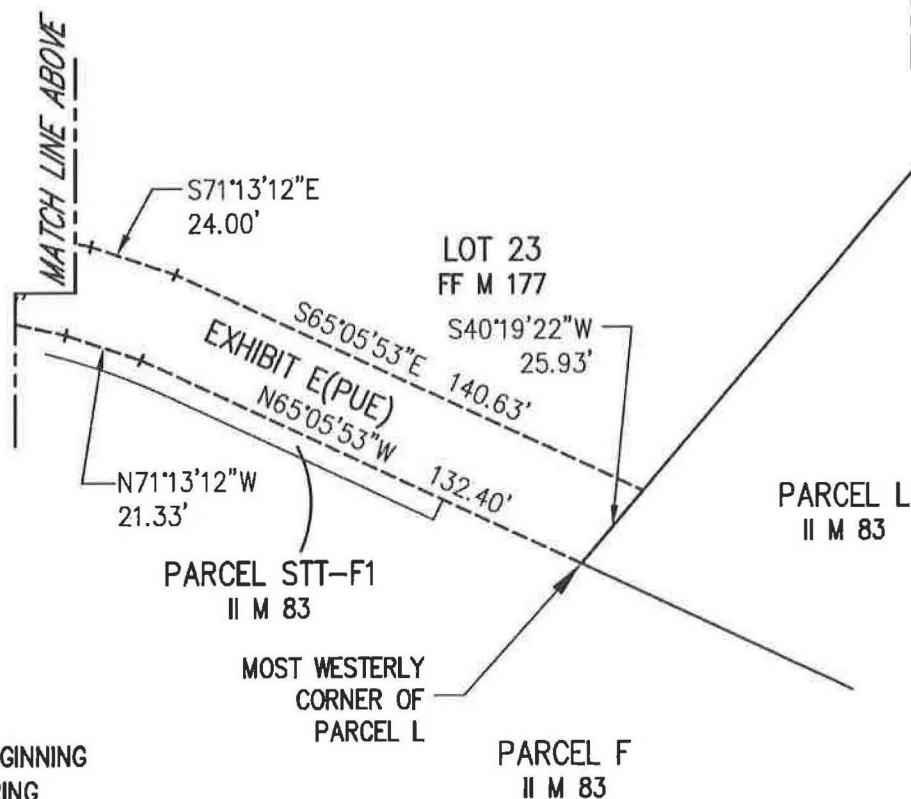 MATCH LINE ABOVE
S71°13'12"E
24.00'
LOT 23
FF M 177
S40°19'22"W
25.93'
S65°05'53"E 140.63'
EXHIBIT E(PUE)
N65°05'53"W 132.40'
N71°13'12"W
21.33'
PARCEL L
II M 83
PARCEL STT-F1
II M 83
MOST WESTERLY
CORNER OF
PARCEL L
PARCEL F
II M 83
GINNING